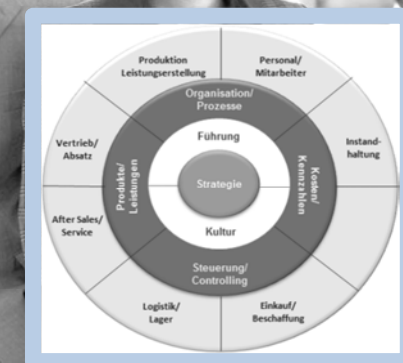 Produktion
Leistungserstellung
Personal/
Mitarbeiter
Organisation/
Prozesse
Vertrieb/
Absatz
Führung
Instand-
haltung
Produkte/
Leistungen
Strategie
Kosten/
Kennzahlen
After Sales/
Service
Kultur
Steuerung/
Controlling
Logistik/
Lager
Einkauf/
Beschaffung